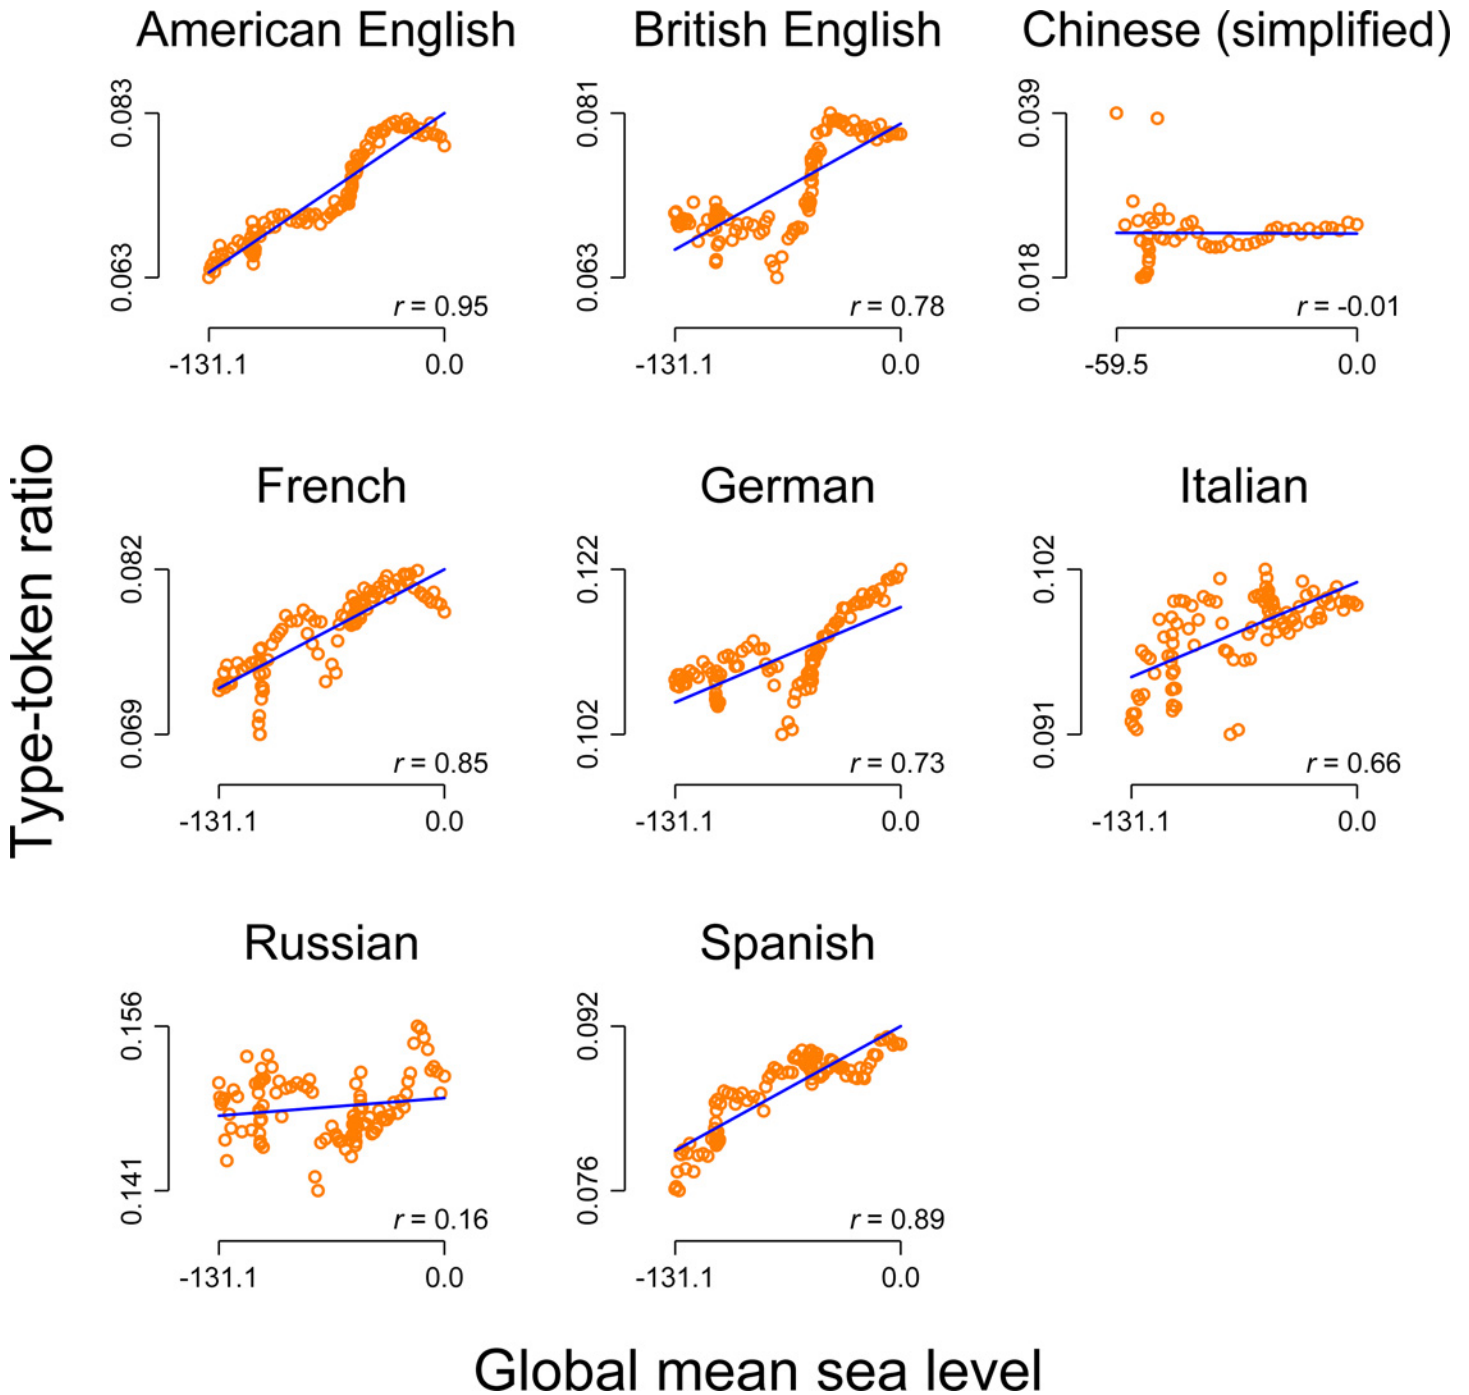 American English
British English
Chinese (simplified)
0.083
0.063
r = 0.95
-131.1
0.0
0.081
0.063
r = 0.78
-131.1
0.0
0.039
0.018
r = -0.01
-59.5
0.0
Type-token ratio
French
German
Italian
0.082
0.069
r = 0.85
-131.1
0.0
0.122
0.102
r = 0.73
-131.1
0.0
0.102
0.091
r = 0.66
-131.1
0.0
Russian
Spanish
0.156
0.141
r = 0.16
-131.1
0.0
0.092
0.076
r = 0.89
-131.1
0.0
Global mean sea level